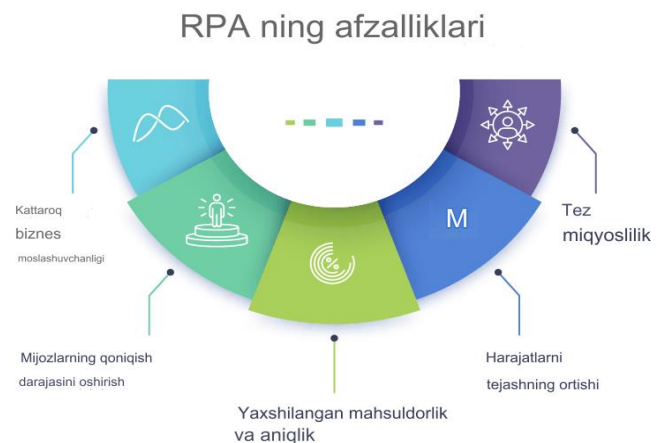 RPA ning afzalliklari
Kattaroq
biznes
moslashuvchanligi
Mijozlarning qoniqish
darajasini oshirish
%
Yaxshilangan mahsuldorlik
va aniqlik
M
Harajatlarni
tejashning ortishi
Tez
miqyoslilik